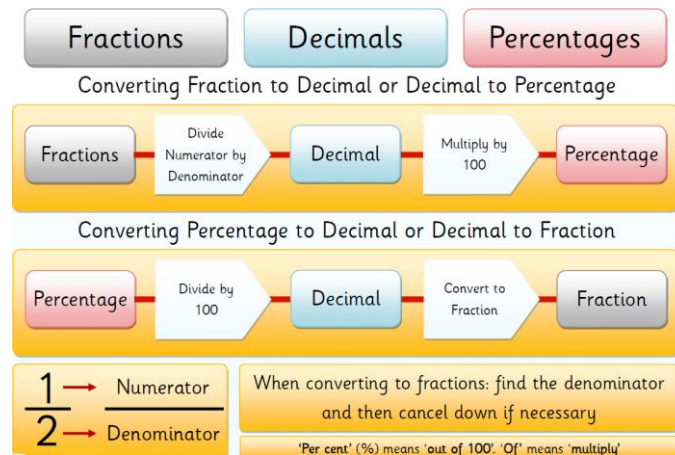 Fractions
Decimals
Percentages
Converting Fraction to Decimal or Decimal to Percentage
Fractions
Divide
Numerator by
Denominator
Decimal
Multiply by
100
Percentage
Converting Percentage to Decimal or Decimal to Fraction
Percentage
Divide by
100
Decimal
Convert to
Fraction
Fraction
1 → Numerator
2 → Denominator
When converting to fractions: find the denominator
and then cancel down if necessary
'Per cent' (%) means 'out of 100'. 'Of' means 'multiply'